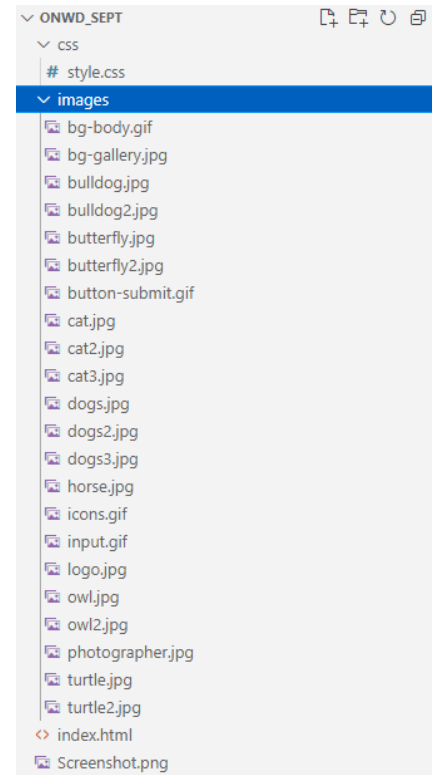 ONWD_SEPT
css
# style.css
images
bg-body.gif
bg-gallery.jpg
bulldog.jpg
bulldog2.jpg
butterfly.jpg
butterfly2.jpg
button-submit.gif
cat.jpg
cat2.jpg
cat3.jpg
dogs.jpg
dogs2.jpg
dogs3.jpg
horse.jpg
icons.gif
input.gif
logo.jpg
owl.jpg
owl2.jpg
photographer.jpg
turtle.jpg
turtle2.jpg
<> index.html
Screenshot.png